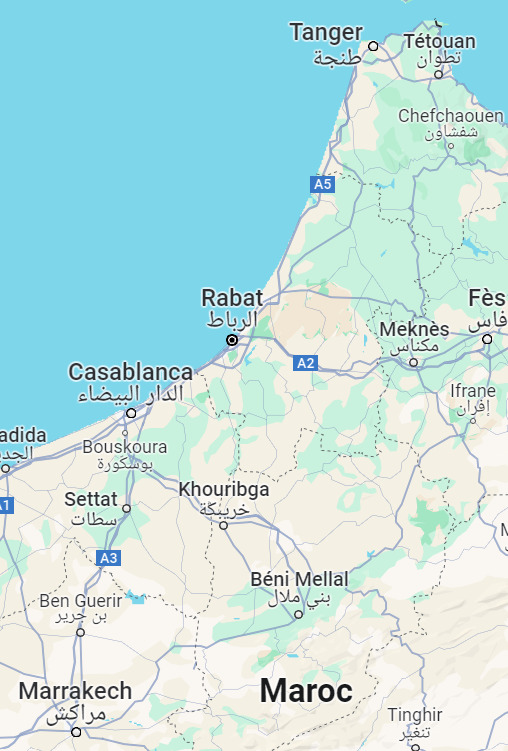 Tanger
طنجة
Tétouan
تطوان
Chefchaouen
شفشاون
A5
Rabat
الرباط
Fès
فاس
Meknès
مكناس
A2
Casablanca
الدار البيضاء
Ifrane
إفران
adida
الجد
Bouskoura
بوسكورة
Khouribga
خريبكة
Settat
سطات
A1
A3
Béni Mellal
بني ملال
Ben Guerir
بن جرير
Marrakech
مراكش
Maroc
Tinghir
تنغير